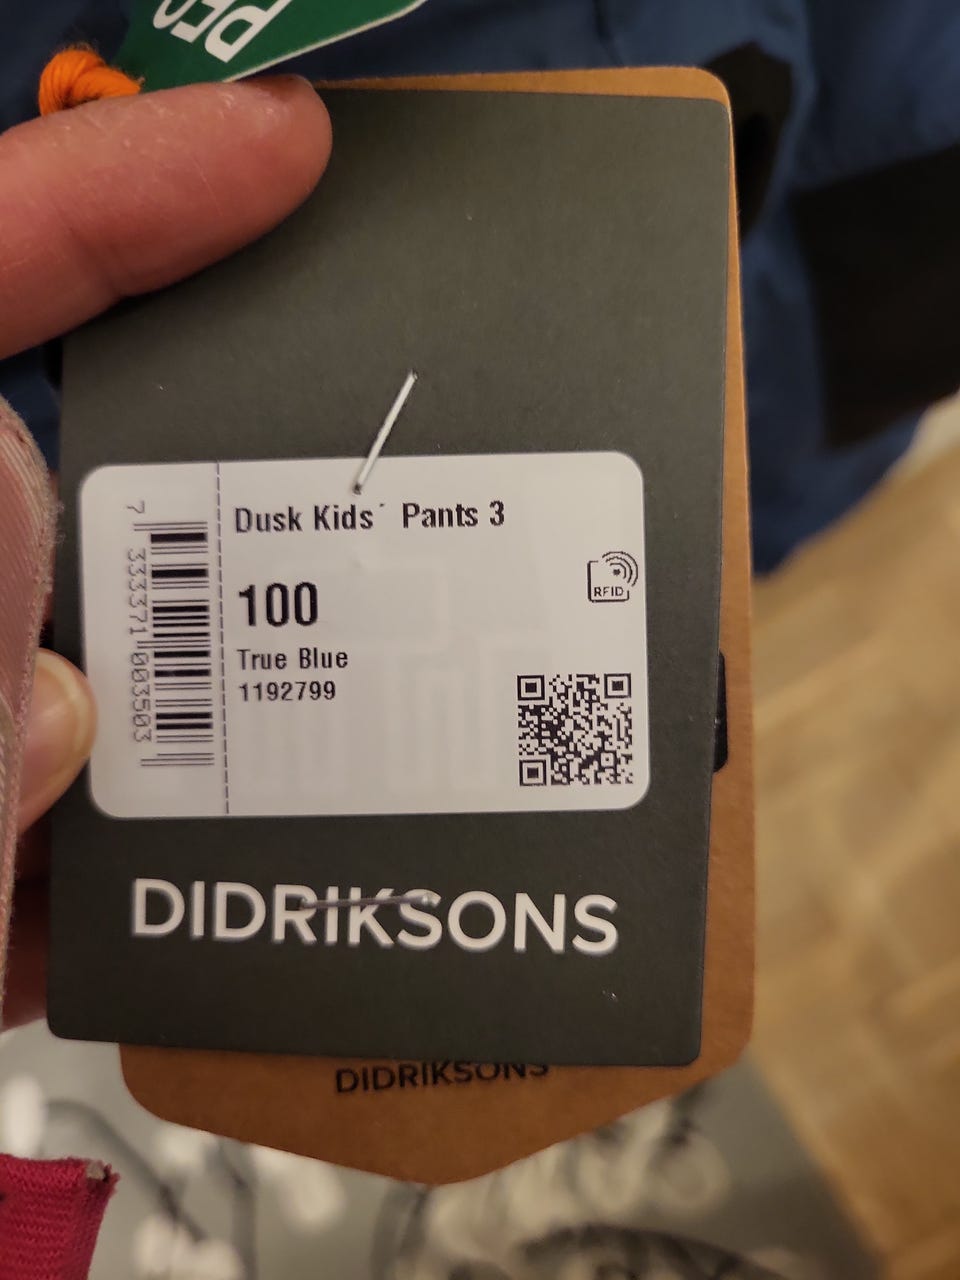 Dusk Kids´ Pants 3
100
True Blue
1192799
RFID
7 333371 003503
DIDRIKSONS
DIDRIKSONS